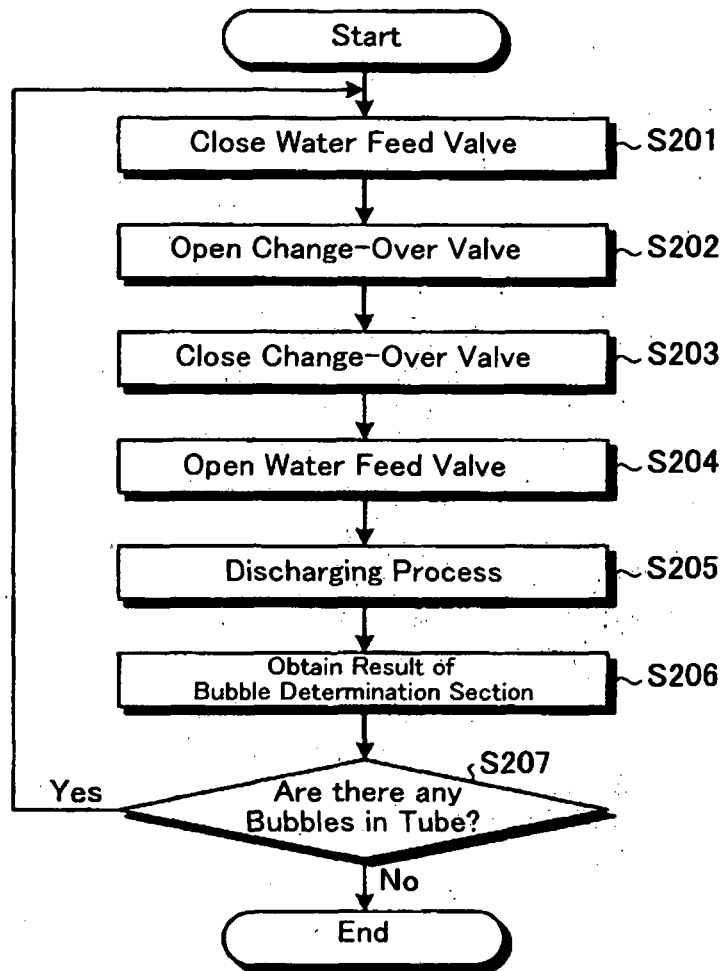 Start
Close Water Feed Valve
S201
Open Change-Over Valve
S202
Close Change-Over Valve
S203
Open Water Feed Valve
S204
Discharging Process
S205
Obtain Result of
Bubble Determination Section
S206
S207
Yes
Are there any
Bubbles in Tube?
No
End